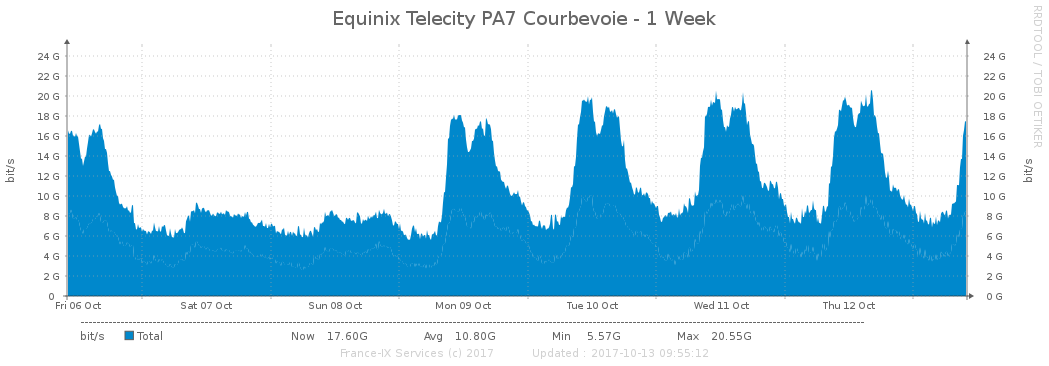 Equinix Telecity PA7 Courbevoie - 1 Week
RRDTOOL / TOBI OETIKER
bit/s
24 G 24 G
22 G 22 G
20 G 20 G
18 G 18 G
16 G 16 G
14 G 14 G
12 G 12 G
10 G 10 G
8 G 8 G
6 G 6 G
4 G 4 G
2 G 2 G
0 0 G
bit/s
Fri 06 Oct Sat 07 Oct Sun 08 Oct Mon 09 Oct Tue 10 Oct Wed 11 Oct Thu 12 Oct
bit/s Total Now 17.60G Avg 10.80G Min 5.57G Max 20.55G
France-IX Services (c) 2017 Updated : 2017-10-13 09:55:12